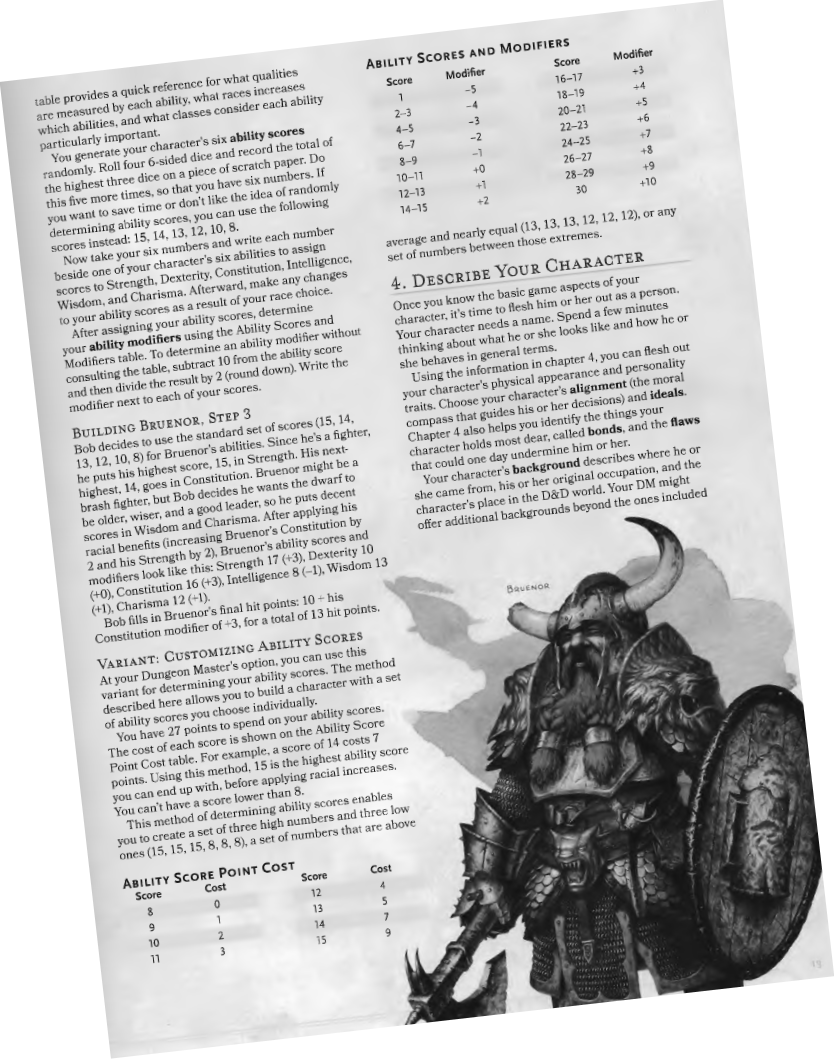 table provides a quick reference for what qualities
are measured by each ability, what races increases
which abilities, and what classes consider each ability
particularly important.
You generate your character's six ability scores
randomly. Roll four 6-sided dice and record the total of
the highest three dice on a piece of scratch paper. Do
this five more times, so that you have six numbers. If
you want to save time or don't like the idea of randomly
determining ability scores, you can use the following
scores instead: 15, 14, 13, 12, 10, 8.
Now take your six numbers and write each number
beside one of your character's six abilities to assign
scores to Strength, Dexterity, Constitution, Intelligence,
Wisdom, and Charisma. Afterward, make any changes
to your ability scores as a result of your race choice.
After assigning your ability scores, determine
your ability modifiers using the Ability Scores and
Modifiers table. To determine an ability modifier without
consulting the table, subtract 10 from the ability score
and then divide the result by 2 (round down). Write the
modifier next to each of your scores.
BUILDING BRUENOR, STEP 3
Bob decides to use the standard set of scores (15, 14,
13, 12, 10, 8) for Bruenor's abilities. Since he's a fighter,
he puts his highest score, 15, in Strength. His next-
highest, 14, goes in Constitution. Bruenor might be a
brash fighter, but Bob decides he wants the dwarf to
be older, wiser, and a good leader, so he puts decent
scores in Wisdom and Charisma. After applying his
racial benefits (increasing Bruenor's Constitution by
2 and his Strength by 2), Bruenor's ability scores and
modifiers look like this: Strength 17 (+3), Dexterity 10
(+0), Constitution 16 (+3), Intelligence 8 (−1), Wisdom 13
(+1), Charisma 12 (+1).
Bob fills in Bruenor's final hit points: 10 + his
Constitution modifier of +3, for a total of 13 hit points.
VARIANT: CUSTOMIZING ABILITY SCORES
At your Dungeon Master's option, you can use this
variant for determining your ability scores. The method
described here allows you to build a character with a set
of ability scores you choose individually.
You have 27 points to spend on your ability scores.
The cost of each score is shown on the Ability Score
Point Cost table. For example, a score of 14 costs 7
points. Using this method, 15 is the highest ability score
you can end up with, before applying racial increases.
You can't have a score lower than 8.
This method of determining ability scores enables
you to create a set of three high numbers and three low
ones (15, 15, 15, 8, 8, 8), a set of numbers that are above
ABILITY SCORE POINT COST
Score Cost Score Cost
8 0 12 4
9 1 13 5
10 2 14 7
11 3 15 9
ABILITY SCORES AND MODIFIERS
Score Modifier Score Modifier
1 −5 16–17 +3
2–3 −4 18–19 +4
4–5 −3 20–21 +5
6–7 −2 22–23 +6
8–9 −1 24–25 +7
10–11 +0 26–27 +8
12–13 +1 28–29 +9
14–15 +2 30 +10
average and nearly equal (13, 13, 13, 12, 12, 12), or any
set of numbers between those extremes.
4. DESCRIBE YOUR CHARACTER
Once you know the basic game aspects of your
character, it's time to flesh him or her out as a person.
Your character needs a name. Spend a few minutes
thinking about what he or she looks like and how he or
she behaves in general terms.
Using the information in chapter 4, you can flesh out
your character's physical appearance and personality
traits. Choose your character's alignment (the moral
compass that guides his or her decisions) and ideals.
Chapter 4 also helps you identify the things your
character holds most dear, called bonds, and the flaws
that could one day undermine him or her.
Your character's background describes where he or
she came from, his or her original occupation, and the
character's place in the D&D world. Your DM might
offer additional backgrounds beyond the ones included
BRUENOR